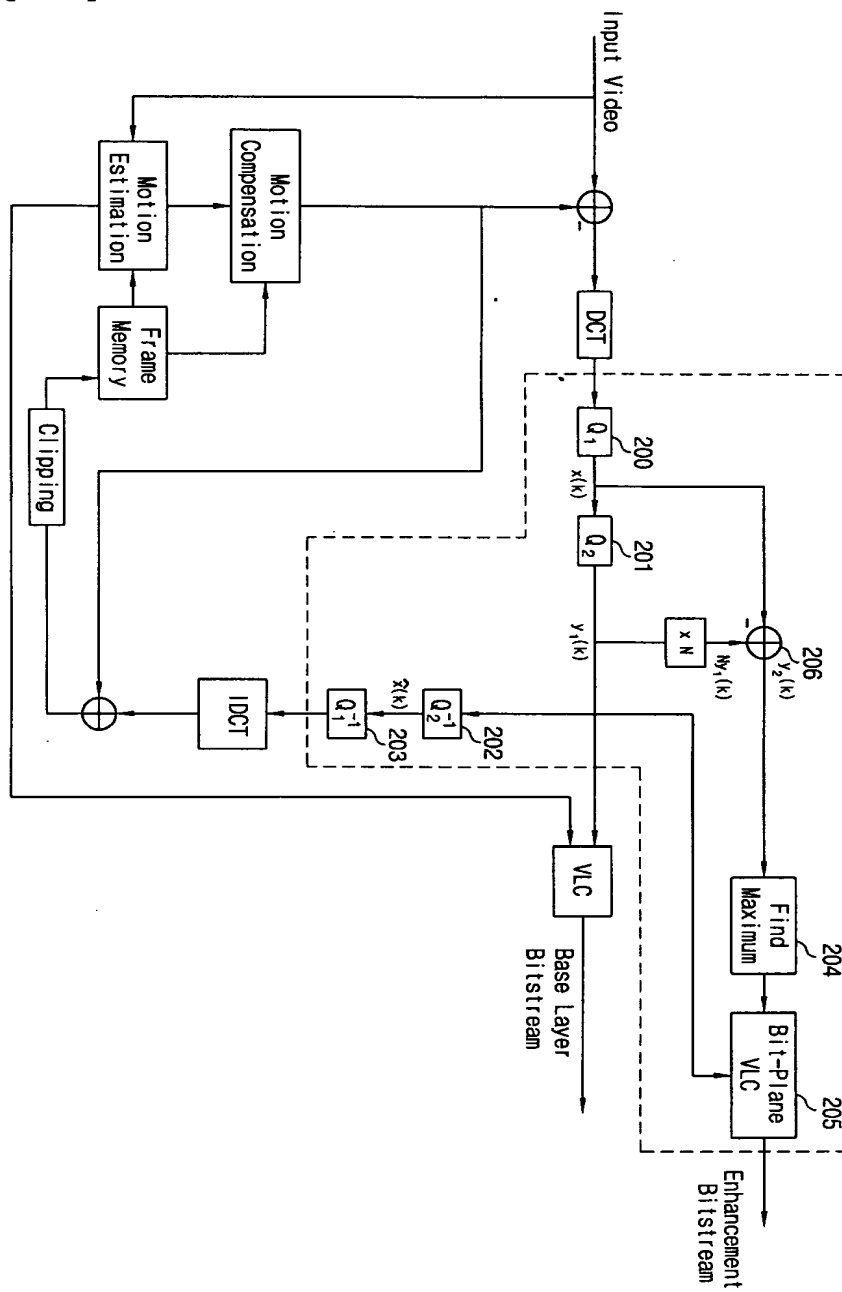 Input Video
Motion
Estimation
Motion
Compensation
Frame
Memory
Clipping
-
DCT
Q₁
200
x(k)
Q₂
201
y₁(k)
x N
Ny₁(k)
-
206
y₂(k)
Q₂⁻¹
202
x̂(k)
Q₁⁻¹
203
IDCT
VLC
Base Layer
Bitstream
Find
Maximum
204
Bit-Plane
VLC
205
Enhancement
Bitstream